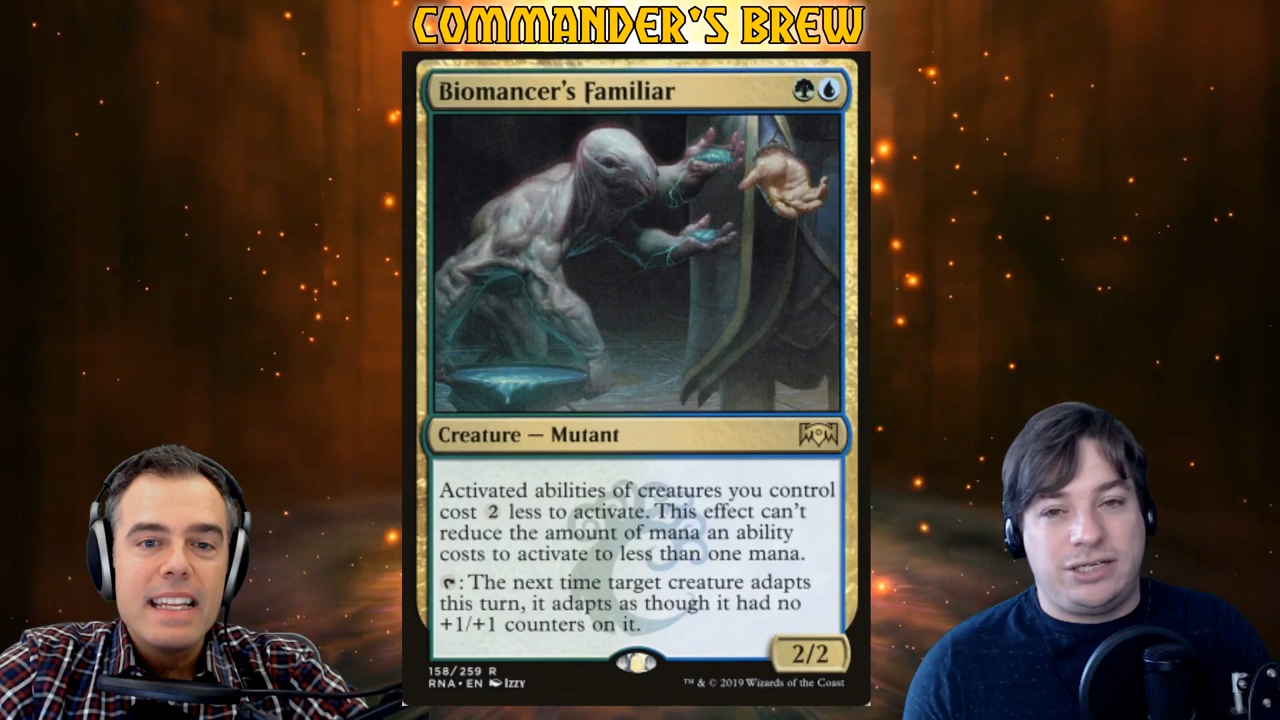 COMMANDER'S BREW
Biomancer's Familiar
Creature — Mutant
Activated abilities of creatures you control
cost 2 less to activate. This effect can't
reduce the amount of mana an ability
costs to activate to less than one mana.
: The next time target creature adapts
this turn, it adapts as though it had no
+1/+1 counters on it.
2/2
158/259 R
RNA • EN Izzy
™ & © 2019 Wizards of the Coast